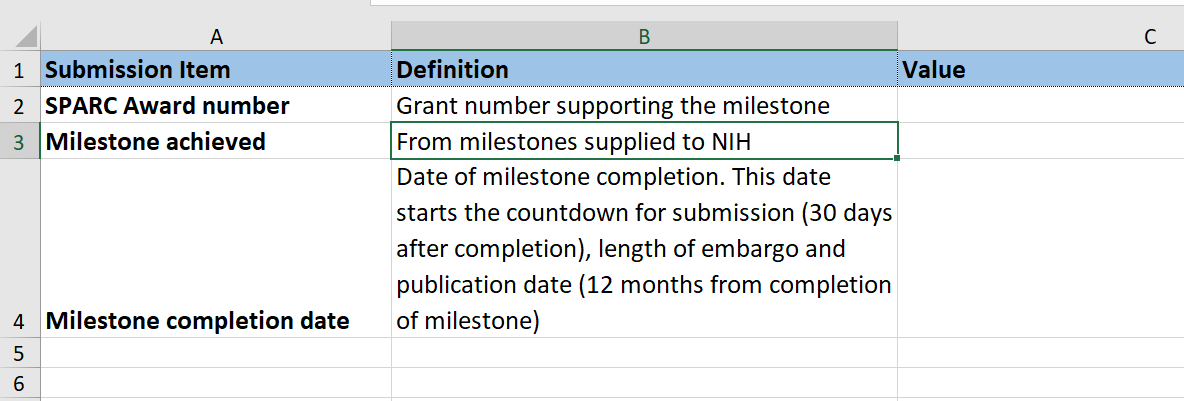 A B C
1 Submission Item Definition Value
2 SPARC Award number Grant number supporting the milestone
3 Milestone achieved From milestones supplied to NIH
Date of milestone completion. This date
starts the countdown for submission (30 days
after completion), length of embargo and
publication date (12 months from completion
4 Milestone completion date of milestone)
5
6